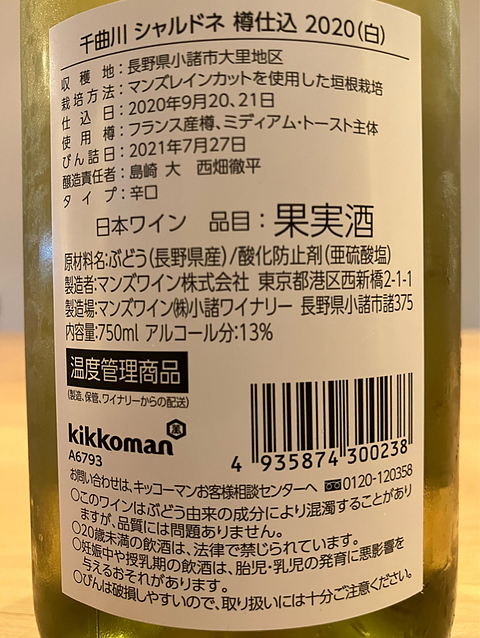 千曲川 シャルドネ 樽仕込 2020(白)
収穫地:長野県小諸市大里地区
栽培方法:マンズレインカットを使用した垣根栽培
仕込日:2020年9月20、21日
使用樽:フランス産樽、ミディアム・トースト主体
びん詰日:2021年7月27日
醸造責任者:島崎 大 西畑徹平
タイプ:辛口
日本ワイン 品目:果実酒
原材料名:ぶどう(長野県産)/酸化防止剤(亜硫酸塩)
製造者:マンズワイン株式会社 東京都港区西新橋2-1-1
製造場:マンズワイン㈱小諸ワイナリー 長野県小諸市諸375
内容量:750ml アルコール分:13%
温度管理商品
(製造、保管、ワイナリーからの配送)
kikkoman
A6793
4 935874 300238
お問い合わせは、キッコーマンお客様相談センターへ 0120-120358
○このワインはぶどう由来の成分により混濁することがあり
ますが、品質には問題ありません。
○20歳未満の飲酒は、法律で禁じられています。
○妊娠中や授乳期の飲酒は、胎児・乳児の発育に悪影響を
与えるおそれがあります。
○びんは破損しやすいので、取り扱いには十分ご注意ください。